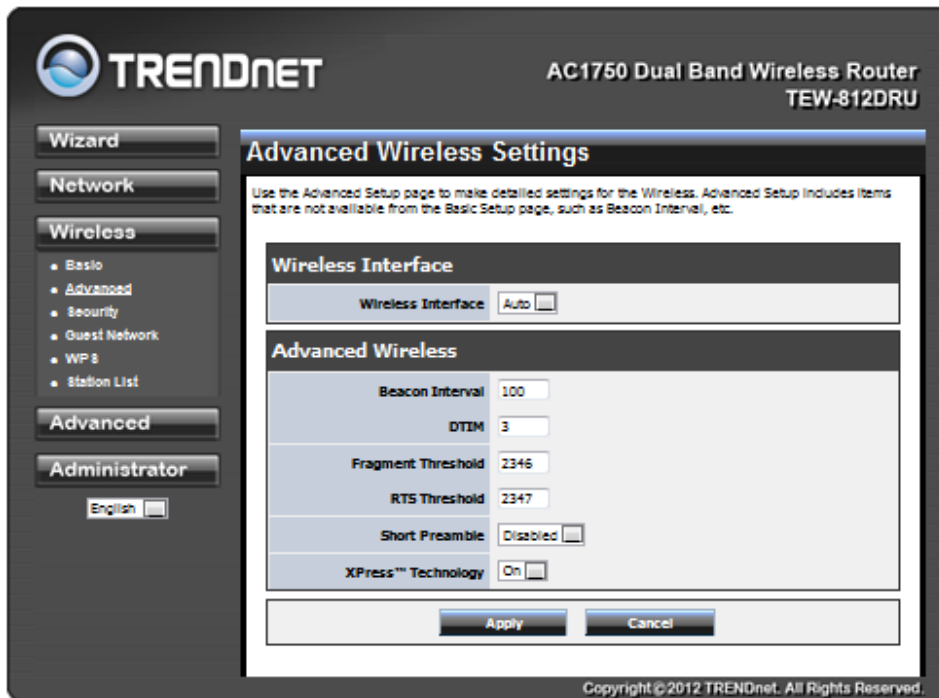 TRENDNET
AC1750 Dual Band Wireless Router
TEW-812DRU
Wizard
Network
Wireless
Basic
Advanced
Security
Guest Network
WPS
Station List
Advanced
Administrator
English
Advanced Wireless Settings
Use the Advanced Setup page to make detailed settings for the Wireless. Advanced Setup includes items
that are not available from the Basic Setup page, such as Beacon Interval, etc.
Wireless Interface
Wireless Interface Auto
Advanced Wireless
Beacon Interval 100
DTIM 3
Fragment Threshold 2346
RTS Threshold 2347
Short Preamble Disabled
XPress™ Technology On
Apply Cancel
Copyright©2012 TRENDnet. All Rights Reserved.